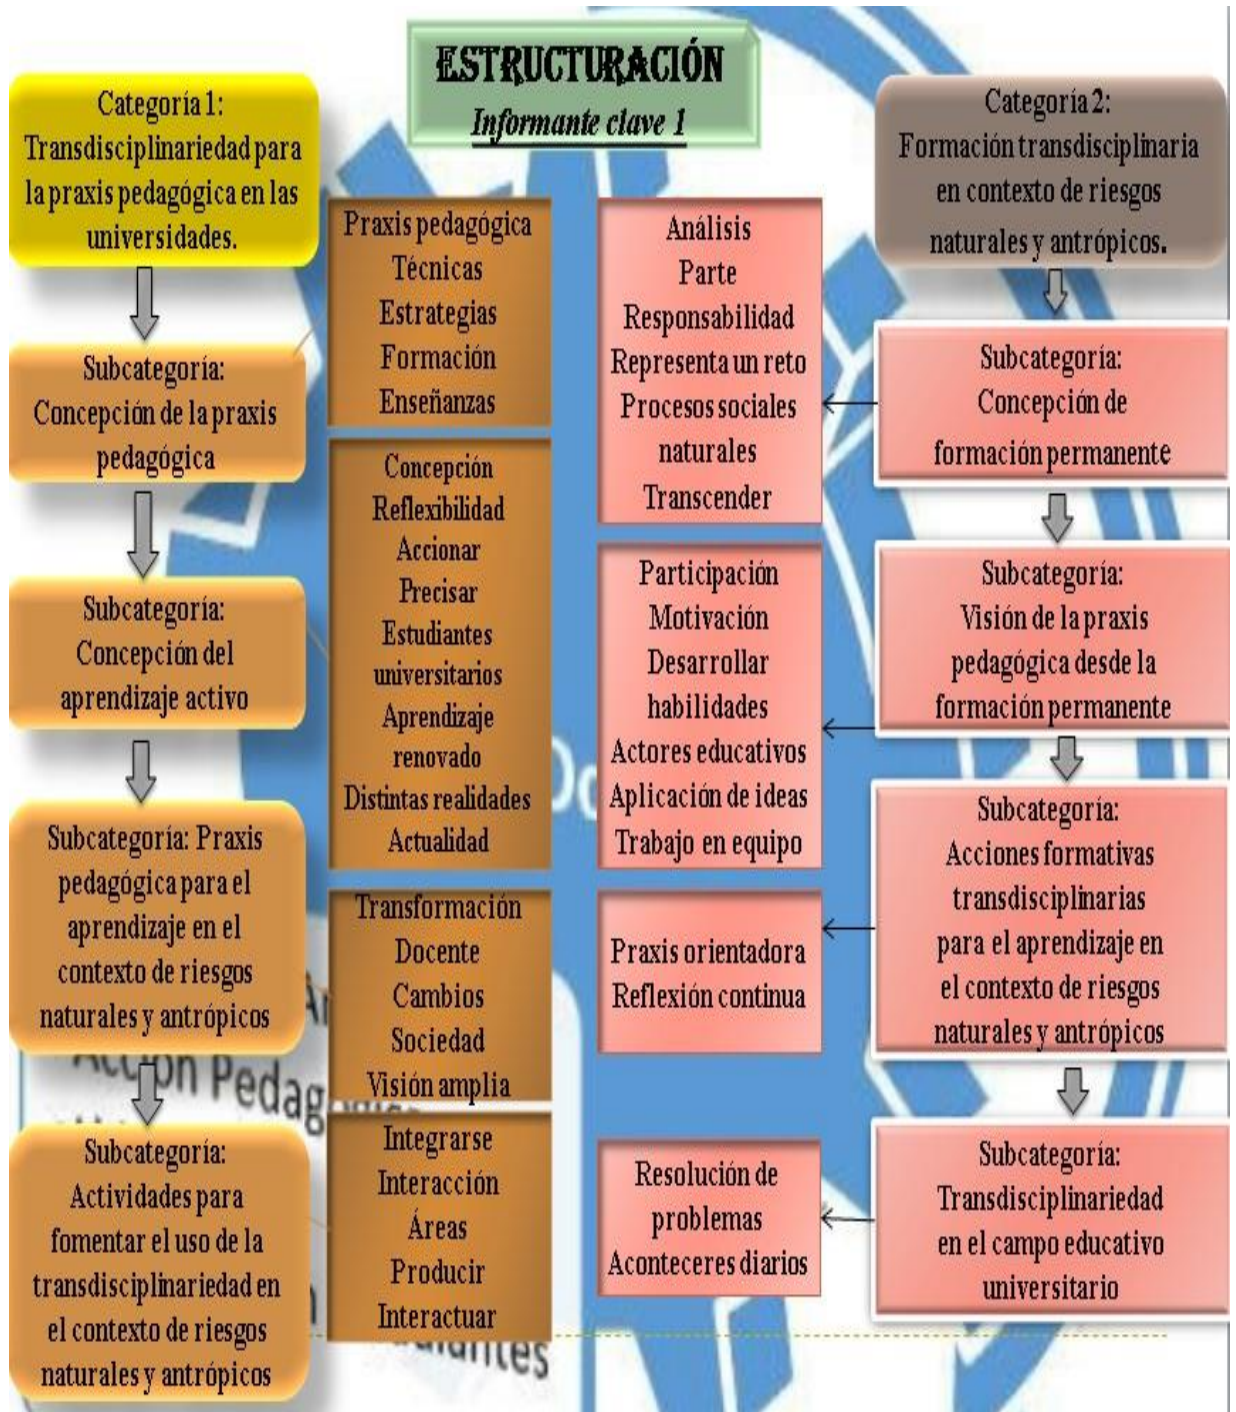 ESTRUCTURACIÓN
Informante clave 1
Categoría 1:
Transdisciplinariedad para
la praxis pedagógica en las
universidades.
Subcategoría:
Concepción de la praxis
pedagógica
Subcategoría:
Concepción del
aprendizaje activo
Subcategoría: Praxis
pedagógica para el
aprendizaje en el
contexto de riesgos
naturales y antrópicos
Subcategoría:
Actividades para
fomentar el uso de la
transdisciplinariedad en
el contexto de riesgos
naturales y antrópicos
Praxis pedagógica
Técnicas
Estrategias
Formación
Enseñanzas
Concepción
Reflexibilidad
Accionar
Precisar
Estudiantes
universitarios
Aprendizaje
renovado
Distintas realidades
Actualidad
Transformación
Docente
Cambios
Sociedad
Visión amplia
Integrarse
Interacción
Áreas
Producir
Interactuar
Análisis
Parte
Responsabilidad
Representa un reto
Procesos sociales
naturales
Transcender
Participación
Motivación
Desarrollar
habilidades
Actores educativos
Aplicación de ideas
Trabajo en equipo
Praxis orientadora
Reflexión continua
Resolución de
problemas
Aconteceres diarios
Categoría 2:
Formación transdisciplinaria
en contexto de riesgos
naturales y antrópicos.
Subcategoría:
Concepción de
formación permanente
Subcategoría:
Visión de la praxis
pedagógica desde la
formación permanente
Subcategoría:
Acciones formativas
transdisciplinarias
para el aprendizaje en
el contexto de riesgos
naturales y antrópicos
Subcategoría:
Transdisciplinariedad
en el campo educativo
universitario
Acción